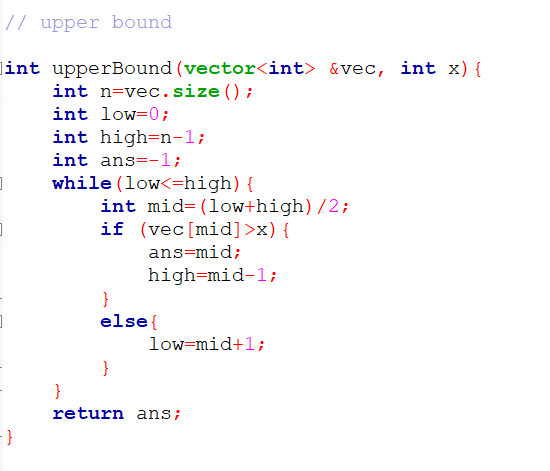 // upper bound
int upperBound(vector<int> &vec, int x){
    int n=vec.size();
    int low=0;
    int high=n-1;
    int ans=-1;
    while(low<=high){
        int mid=(low+high)/2;
        if (vec[mid]>x){
            ans=mid;
            high=mid-1;
        }
        else{
            low=mid+1;
        }
    }
    return ans;
}